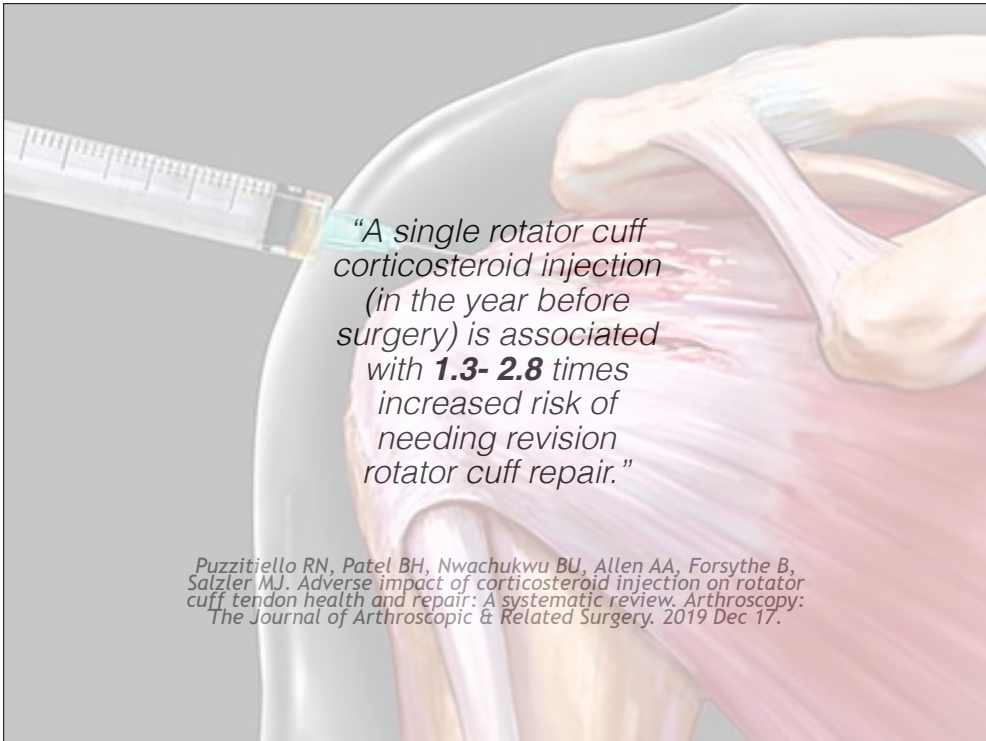 “A single rotator cuff
corticosteroid injection
(in the year before
surgery) is associated
with 1.3- 2.8 times
increased risk of
needing revision
rotator cuff repair.”
Puzzitiello RN, Patel BH, Nwachukwu BU, Allen AA, Forsythe B,
Salzler MJ. Adverse impact of corticosteroid injection on rotator
cuff tendon health and repair: A systematic review. Arthroscopy:
The Journal of Arthroscopic & Related Surgery. 2019 Dec 17.